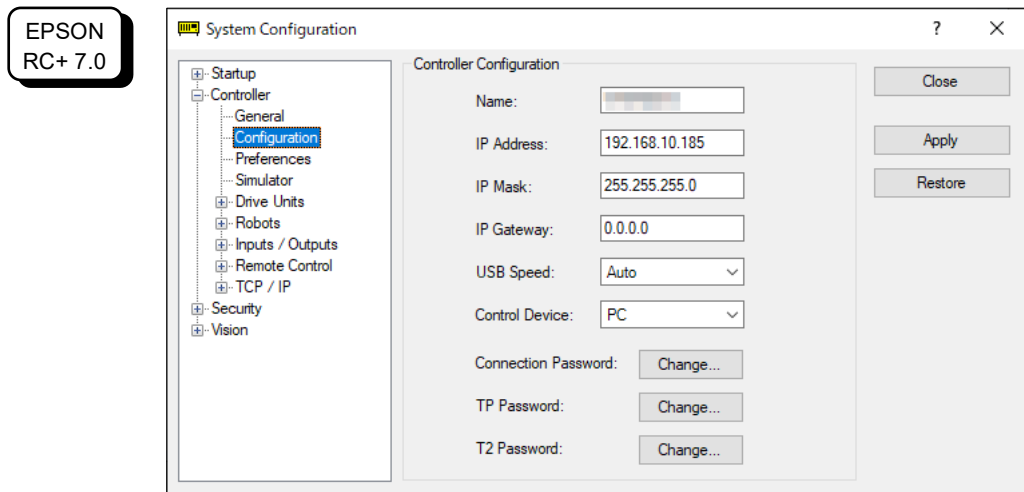 EPSON
RC+ 7.0
System Configuration
?
Startup
Controller
General
Configuration
Preferences
Simulator
Drive Units
Robots
Inputs / Outputs
Remote Control
TCP / IP
Security
Vision
Controller Configuration
Name:
IP Address: 192.168.10.185
IP Mask: 255.255.255.0
IP Gateway: 0.0.0.0
USB Speed: Auto
Control Device: PC
Connection Password: Change...
TP Password: Change...
T2 Password: Change...
Close
Apply
Restore